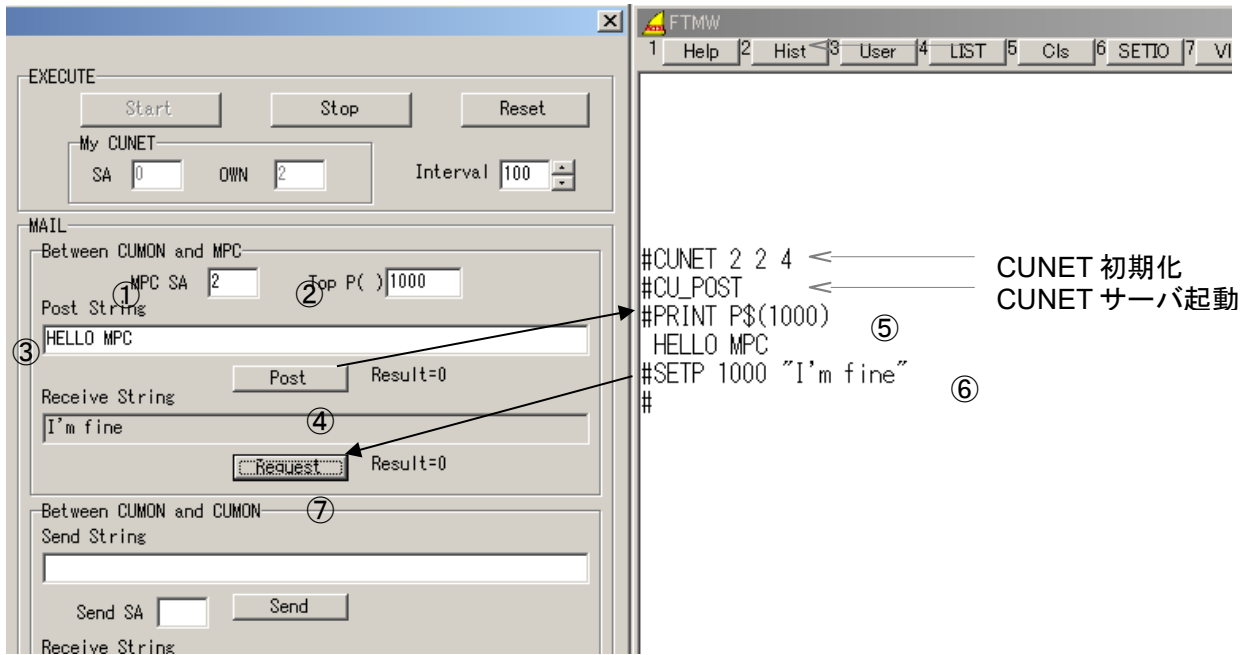 EXECUTE
Start Stop Reset
My CUNET
SA 0 OWN 2 Interval 100
MAIL
Between CUMON and MPC
① MPC SA 2 ② Top P( ) 1000
Post String
③ HELLO MPC
Post Result=0
Receive String
④
I'm fine
Request Result=0
Between CUMON and CUMON ⑦
Send String
Send SA Send
Receive String
FTMW
1 Help 2 Hist 3 User 4 LIST 5 Cls 6 SETIO 7 VI
#CUNET 2 2 4 CUNET 初期化
#CU_POST CUNET サーバ起動
#PRINT P$(1000) ⑤
HELLO MPC
#SETP 1000 "I'm fine" ⑥
#